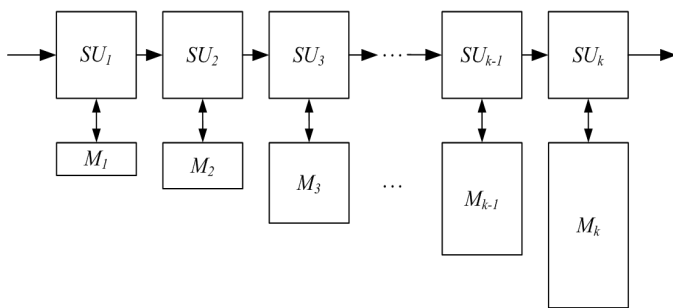 SU₁ SU₂ SU₃ ... SUₖ₋₁ SUₖ
M₁ M₂ M₃ ... Mₖ₋₁ Mₖ